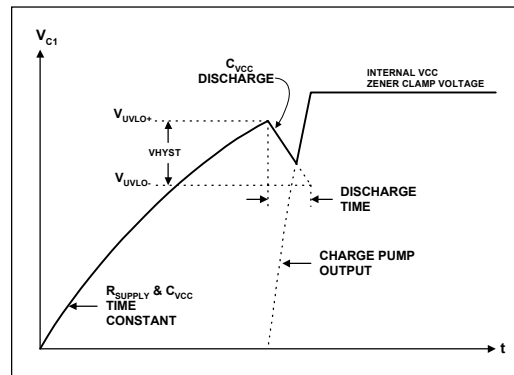 V_C1
C_VCC
DISCHARGE
INTERNAL VCC
ZENER CLAMP VOLTAGE
V_UVLO+
VHYST
V_UVLO-
DISCHARGE
TIME
CHARGE PUMP
OUTPUT
R_SUPPLY & C_VCC
TIME
CONSTANT
t